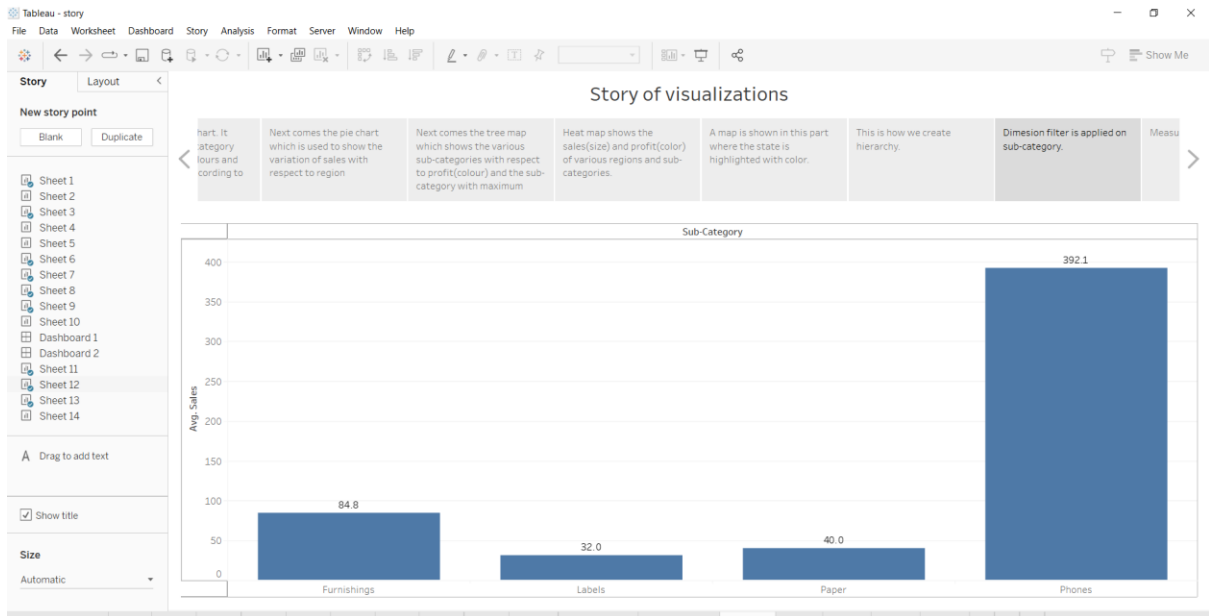 Tableau - story
File Data Worksheet Dashboard Story Analysis Format Server Window Help
Show Me
Story Layout
New story point
Blank Duplicate
Sheet 1
Sheet 2
Sheet 3
Sheet 4
Sheet 5
Sheet 6
Sheet 7
Sheet 8
Sheet 9
Sheet 10
Dashboard 1
Dashboard 2
Sheet 11
Sheet 12
Sheet 13
Sheet 14
A Drag to add text
Show title
Size
Automatic
Story of visualizations
hart. It
ategory
lours and
cording to
Next comes the pie chart
which is used to show the
variation of sales with
respect to region
Next comes the tree map
which shows the various
sub-categories with respect
to profit(colour) and the sub-
category with maximum
Heat map shows the
sales(size) and profit(color)
of various regions and sub-
categories.
A map is shown in this part
where the state is
highlighted with color.
This is how we create
hierarchy.
Dimesion filter is applied on
sub-category.
Measu
Sub-Category
Avg. Sales
400
350
300
250
200
150
100
50
0
84.8
32.0
40.0
392.1
Furnishings
Labels
Paper
Phones